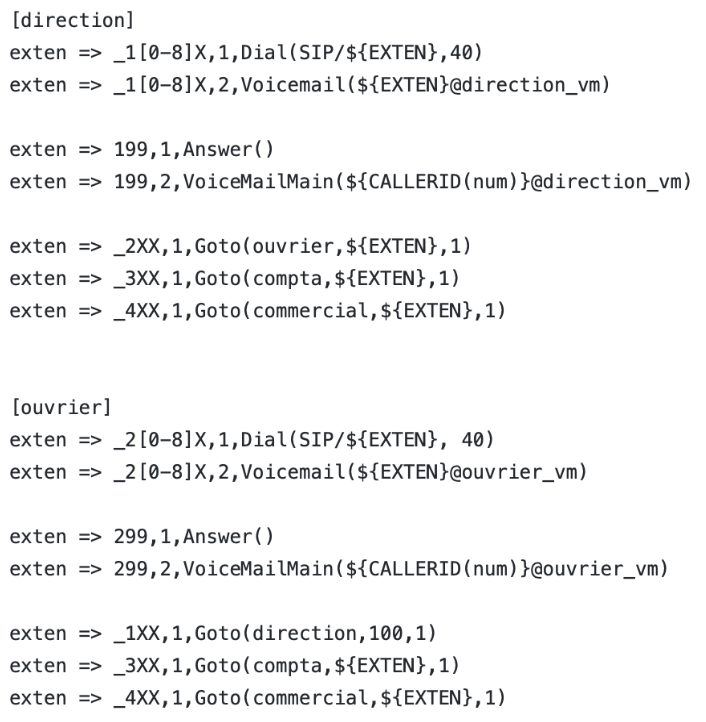 [direction]
exten => _1[0-8]X,1,Dial(SIP/${EXTEN},40)
exten => _1[0-8]X,2,Voicemail(${EXTEN}@direction_vm)
exten => 199,1,Answer()
exten => 199,2,VoiceMailMain(${CALLERID(num)}@direction_vm)
exten => _2XX,1,Goto(ouvrier,${EXTEN},1)
exten => _3XX,1,Goto(compta,${EXTEN},1)
exten => _4XX,1,Goto(commercial,${EXTEN},1)
[ouvrier]
exten => _2[0-8]X,1,Dial(SIP/${EXTEN}, 40)
exten => _2[0-8]X,2,Voicemail(${EXTEN}@ouvrier_vm)
exten => 299,1,Answer()
exten => 299,2,VoiceMailMain(${CALLERID(num)}@ouvrier_vm)
exten => _1XX,1,Goto(direction,100,1)
exten => _3XX,1,Goto(compta,${EXTEN},1)
exten => _4XX,1,Goto(commercial,${EXTEN},1)